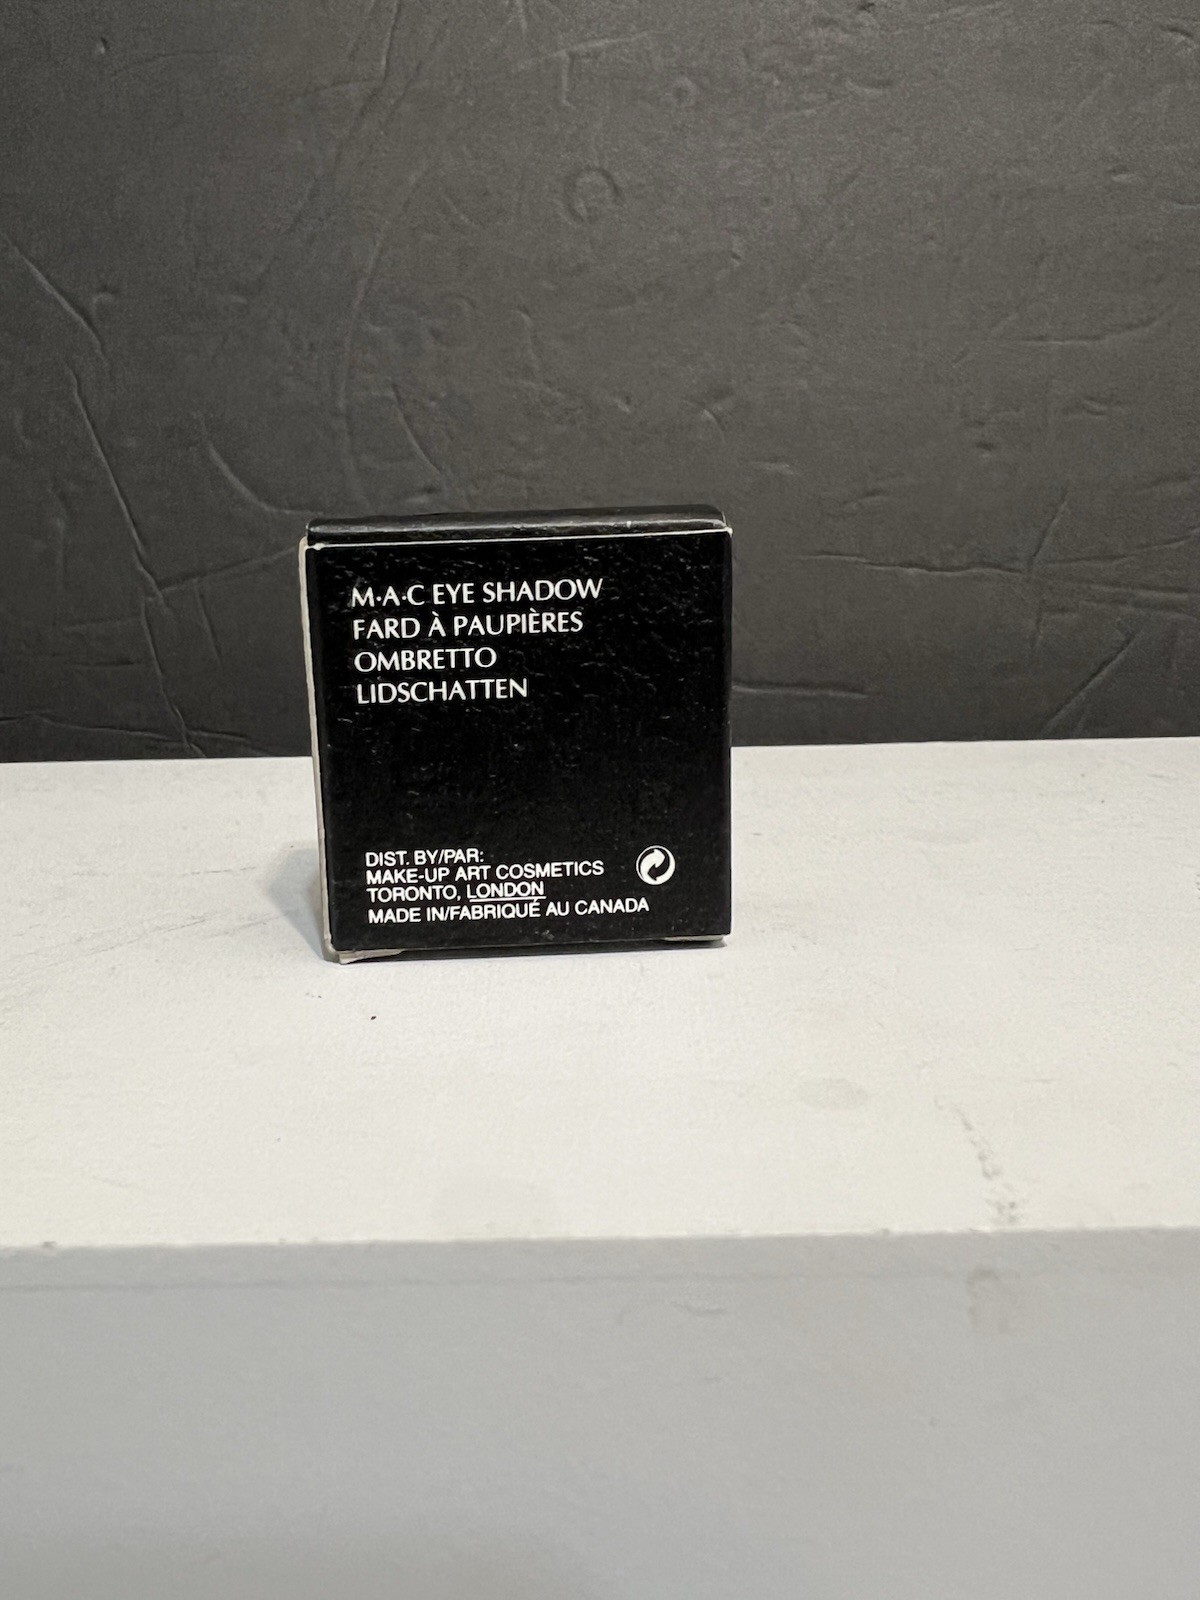 M·A·C EYE SHADOW
FARD À PAUPIÈRES
OMBRETTO
LIDSCHATTEN
DIST. BY/PAR:
MAKE-UP ART COSMETICS
TORONTO, LONDON
MADE IN/FABRIQUÉ AU CANADA